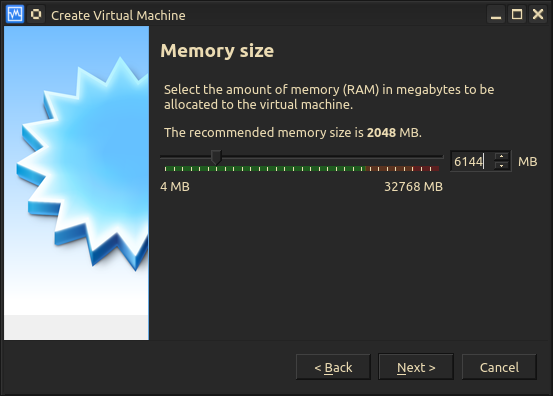 Create Virtual Machine
Memory size
Select the amount of memory (RAM) in megabytes to be
allocated to the virtual machine.
The recommended memory size is 2048 MB.
6144 MB
4 MB 32768 MB
< Back Next > Cancel